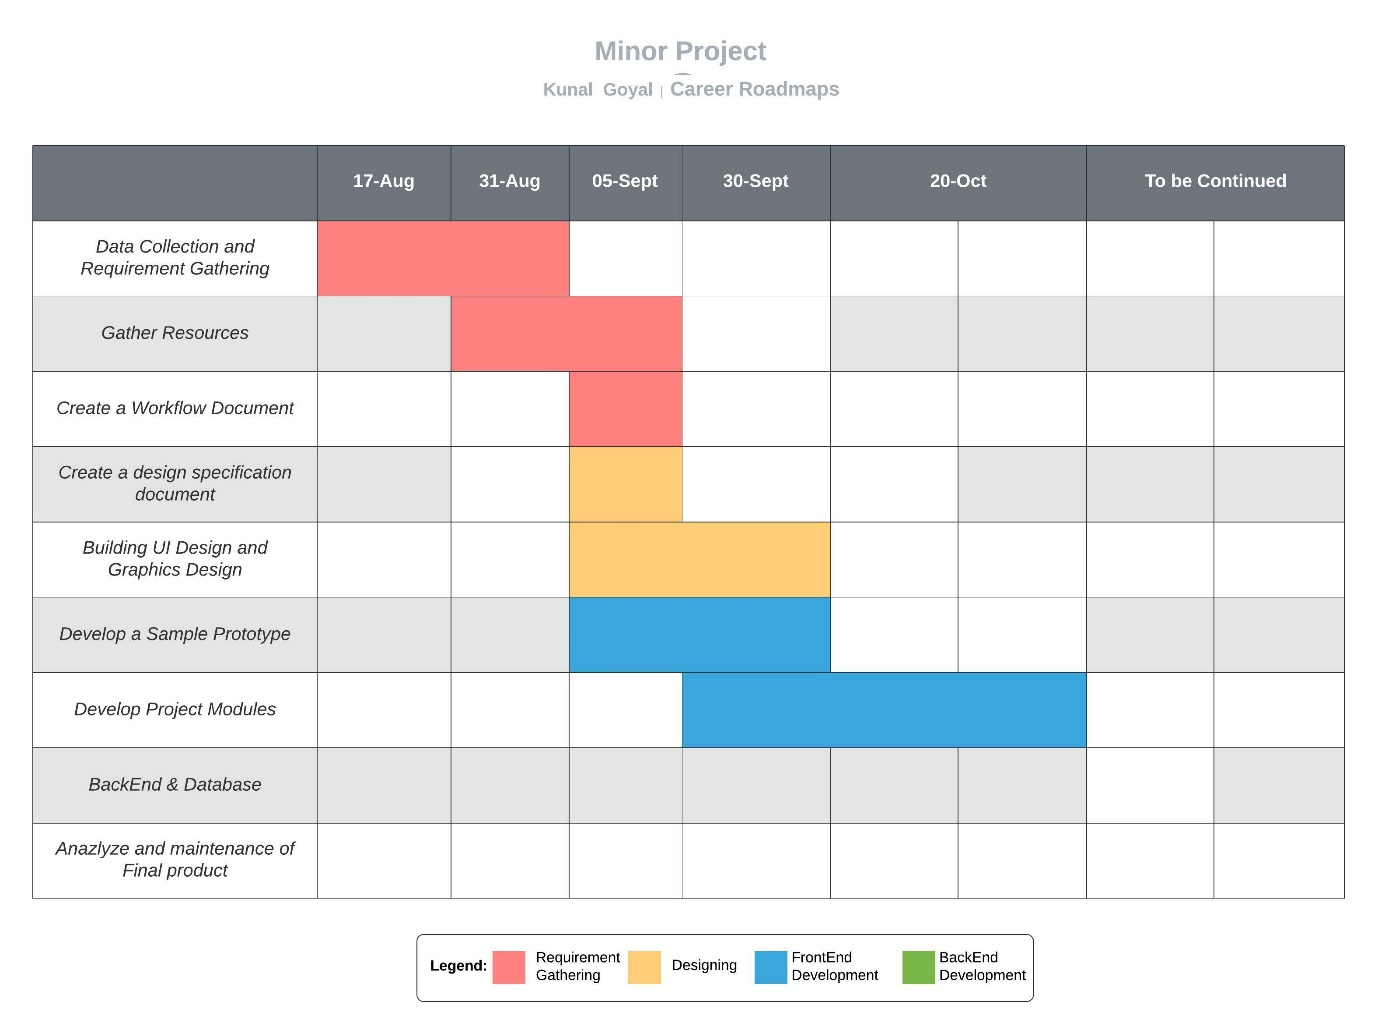 Minor Project
Kunal Goyal | Career Roadmaps
17-Aug 31-Aug 05-Sept 30-Sept 20-Oct To be Continued
Data Collection and
Requirement Gathering
Gather Resources
Create a Workflow Document
Create a design specification
document
Building UI Design and
Graphics Design
Develop a Sample Prototype
Develop Project Modules
BackEnd & Database
Anazlyze and maintenance of
Final product
Legend:
Requirement
Gathering
Designing
FrontEnd
Development
BackEnd
Development